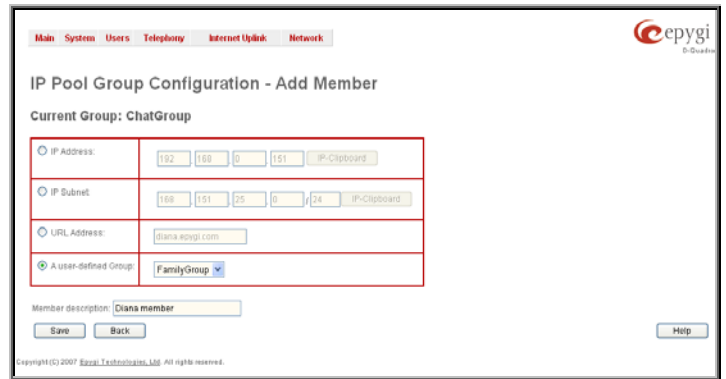 Main System Users Telephony Internet Uplink Network
epygi
IP Pool Group Configuration - Add Member
Current Group: ChatGroup
IP Address:
192 . 168 . 0 . 151 IP-Clipboard
IP Subnet:
168 . 151 . 25 . 0 / 24 IP-Clipboard
URL Address:
diana.epygi.com
A user-defined Group:
FamilyGroup
Member description: Diana member
Save Back Help
Copyright (C) 2007 Epygi Technologies, Ltd. All rights reserved.